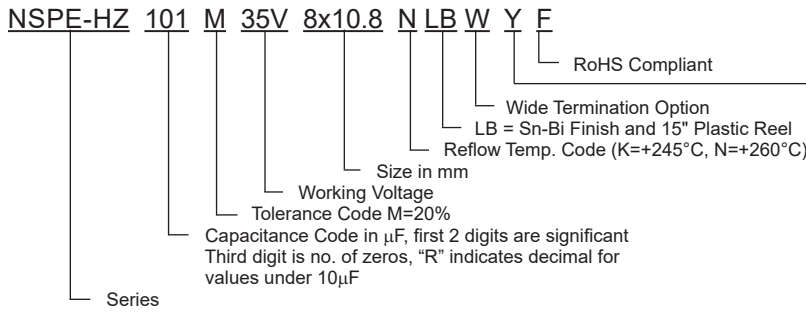 NSPE-HZ 101 M 35V 8x10.8 N LB W Y F
RoHS Compliant
Wide Termination Option
LB = Sn-Bi Finish and 15" Plastic Reel
Reflow Temp. Code (K=+245°C, N=+260°C)
Size in mm
Working Voltage
Tolerance Code M=20%
Capacitance Code in μF, first 2 digits are significant
Third digit is no. of zeros, “R” indicates decimal for
values under 10μF
Series